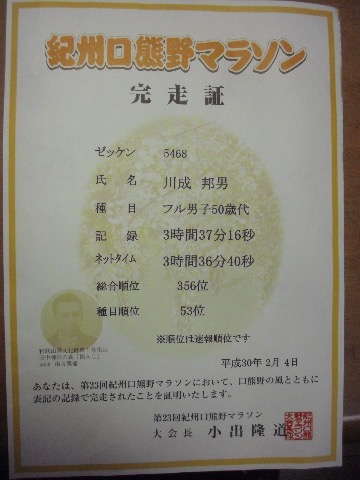 紀州口熊野マラソン
完走証
ゼッケン 5468
氏名 川成 邦男
種目 フル男子50歳代
記録 3時間37分16秒
ネットタイム 3時間36分40秒
総合順位 356位
種目順位 53位
※順位は速報順位です
平成30年 2月 4日
あなたは、第23回紀州口熊野マラソンにおいて、口熊野の風とともに
表記の記録で完走されたことを証明いたします。
第23回紀州口熊野マラソン
大会長 小出隆道